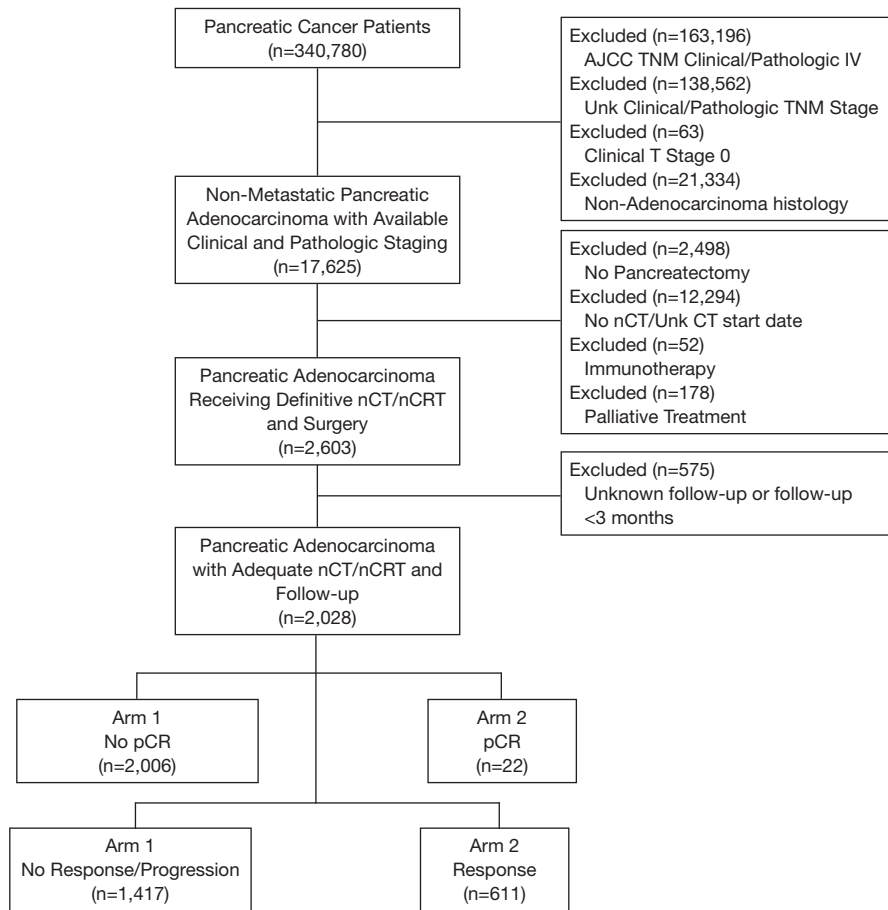 Pancreatic Cancer Patients
(n=340,780)
Excluded (n=163,196)
AJCC TNM Clinical/Pathologic IV
Excluded (n=138,562)
Unk Clinical/Pathologic TNM Stage
Excluded (n=63)
Clinical T Stage 0
Excluded (n=21,334)
Non-Adenocarcinoma histology
Non-Metastatic Pancreatic
Adenocarcinoma with Available
Clinical and Pathologic Staging
(n=17,625)
Excluded (n=2,498)
No Pancreatectomy
Excluded (n=12,294)
No nCT/Unk CT start date
Excluded (n=52)
Immunotherapy
Excluded (n=178)
Palliative Treatment
Pancreatic Adenocarcinoma
Receiving Definitive nCT/nCRT
and Surgery
(n=2,603)
Excluded (n=575)
Unknown follow-up or follow-up
<3 months
Pancreatic Adenocarcinoma
with Adequate nCT/nCRT and
Follow-up
(n=2,028)
Arm 1
No pCR
(n=2,006)
Arm 2
pCR
(n=22)
Arm 1
No Response/Progression
(n=1,417)
Arm 2
Response
(n=611)